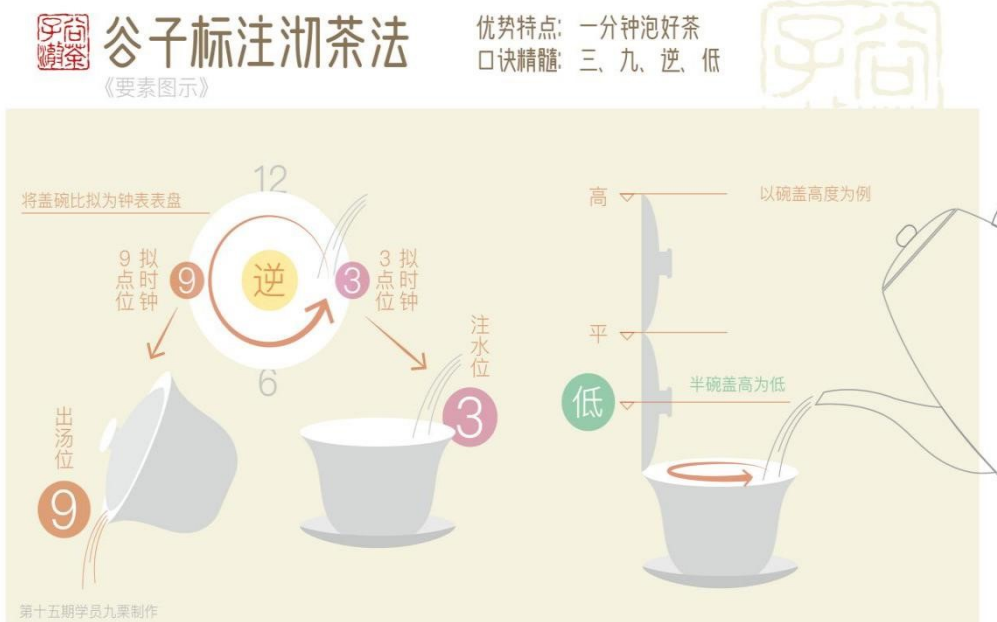 谷子标注沏茶法
《要素图示》
优势特点: 一分钟泡好茶
口诀精髓: 三、九、逆、低
将盖碗比拟为钟表表盘
12
9
逆
3
6
拟时钟
9点位
拟时钟
3点位
注水位
3
出汤位
9
高
以碗盖高度为例
平
低
半碗盖高为低
第十五期学员九栗制作